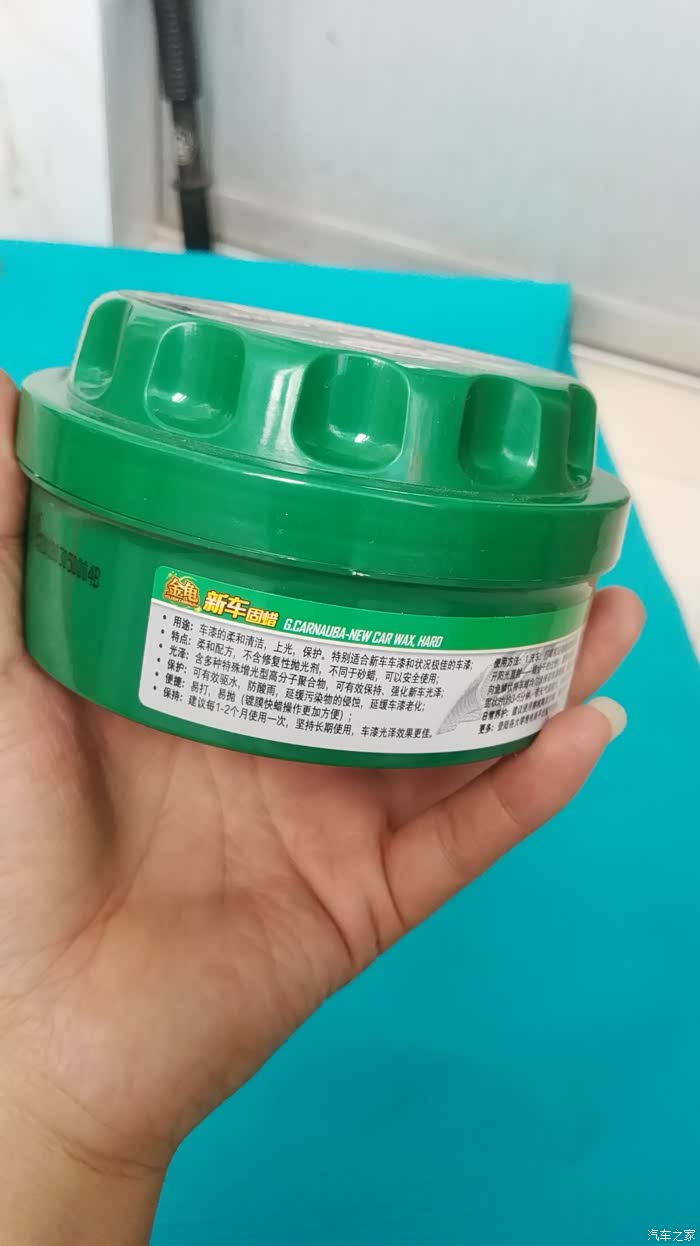 金龟
新车固蜡 G.CARNAUBA-NEW CAR WAX, HARD
• 用途：车漆的柔和清洁，上光，保护。特别适合新车车漆和状况极佳的车漆；
• 特点：柔和配方，不含修复性抛光剂，不同于砂蜡，可以安全使用；
• 光泽：含多种特殊增光型高分子聚合物，可有效保持、强化新车光泽；
• 保护：可有效驱水，防酸雨，延缓污染物的侵蚀，延缓车漆老化；
• 便捷：易打，易抛（镀膜快蜡操作更加方便）；
• 保持：建议每1-2个月使用一次，坚持长期使用，车漆光泽效果更佳。
使用方法：
日常养护：
更多：
汽车之家